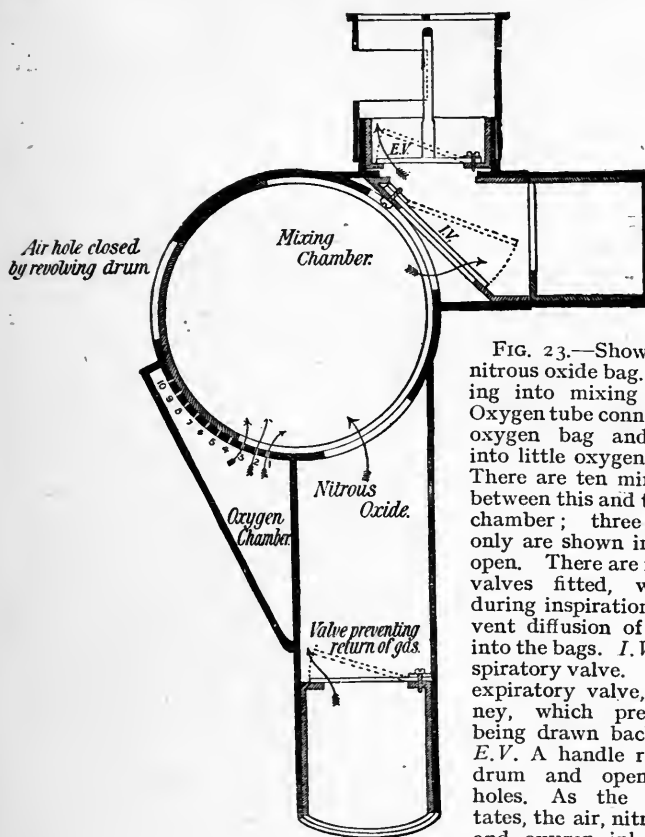 E.V.
Mixing
Chamber.
I.V.
Air hole closed
by revolving drum
10
9
8
7
6
5
4
3
2
1
Nitrous
Oxide.
Oxygen
Chamber.
Valve preventing
return of gas.
FIG. 23.—Show
nitrous oxide bag.
ing into mixing
Oxygen tube conn
oxygen bag and
into little oxygen
There are ten min
between this and t
chamber; three
only are shown in
open. There are
valves fitted, w
during inspiration
vent diffusion of
into the bags. I.V
spiratory valve.
expiratory valve,
ney, which pre
being drawn bac
E.V. A handle r
drum and open
holes. As the
tates, the air, nitr
and oxygen inl